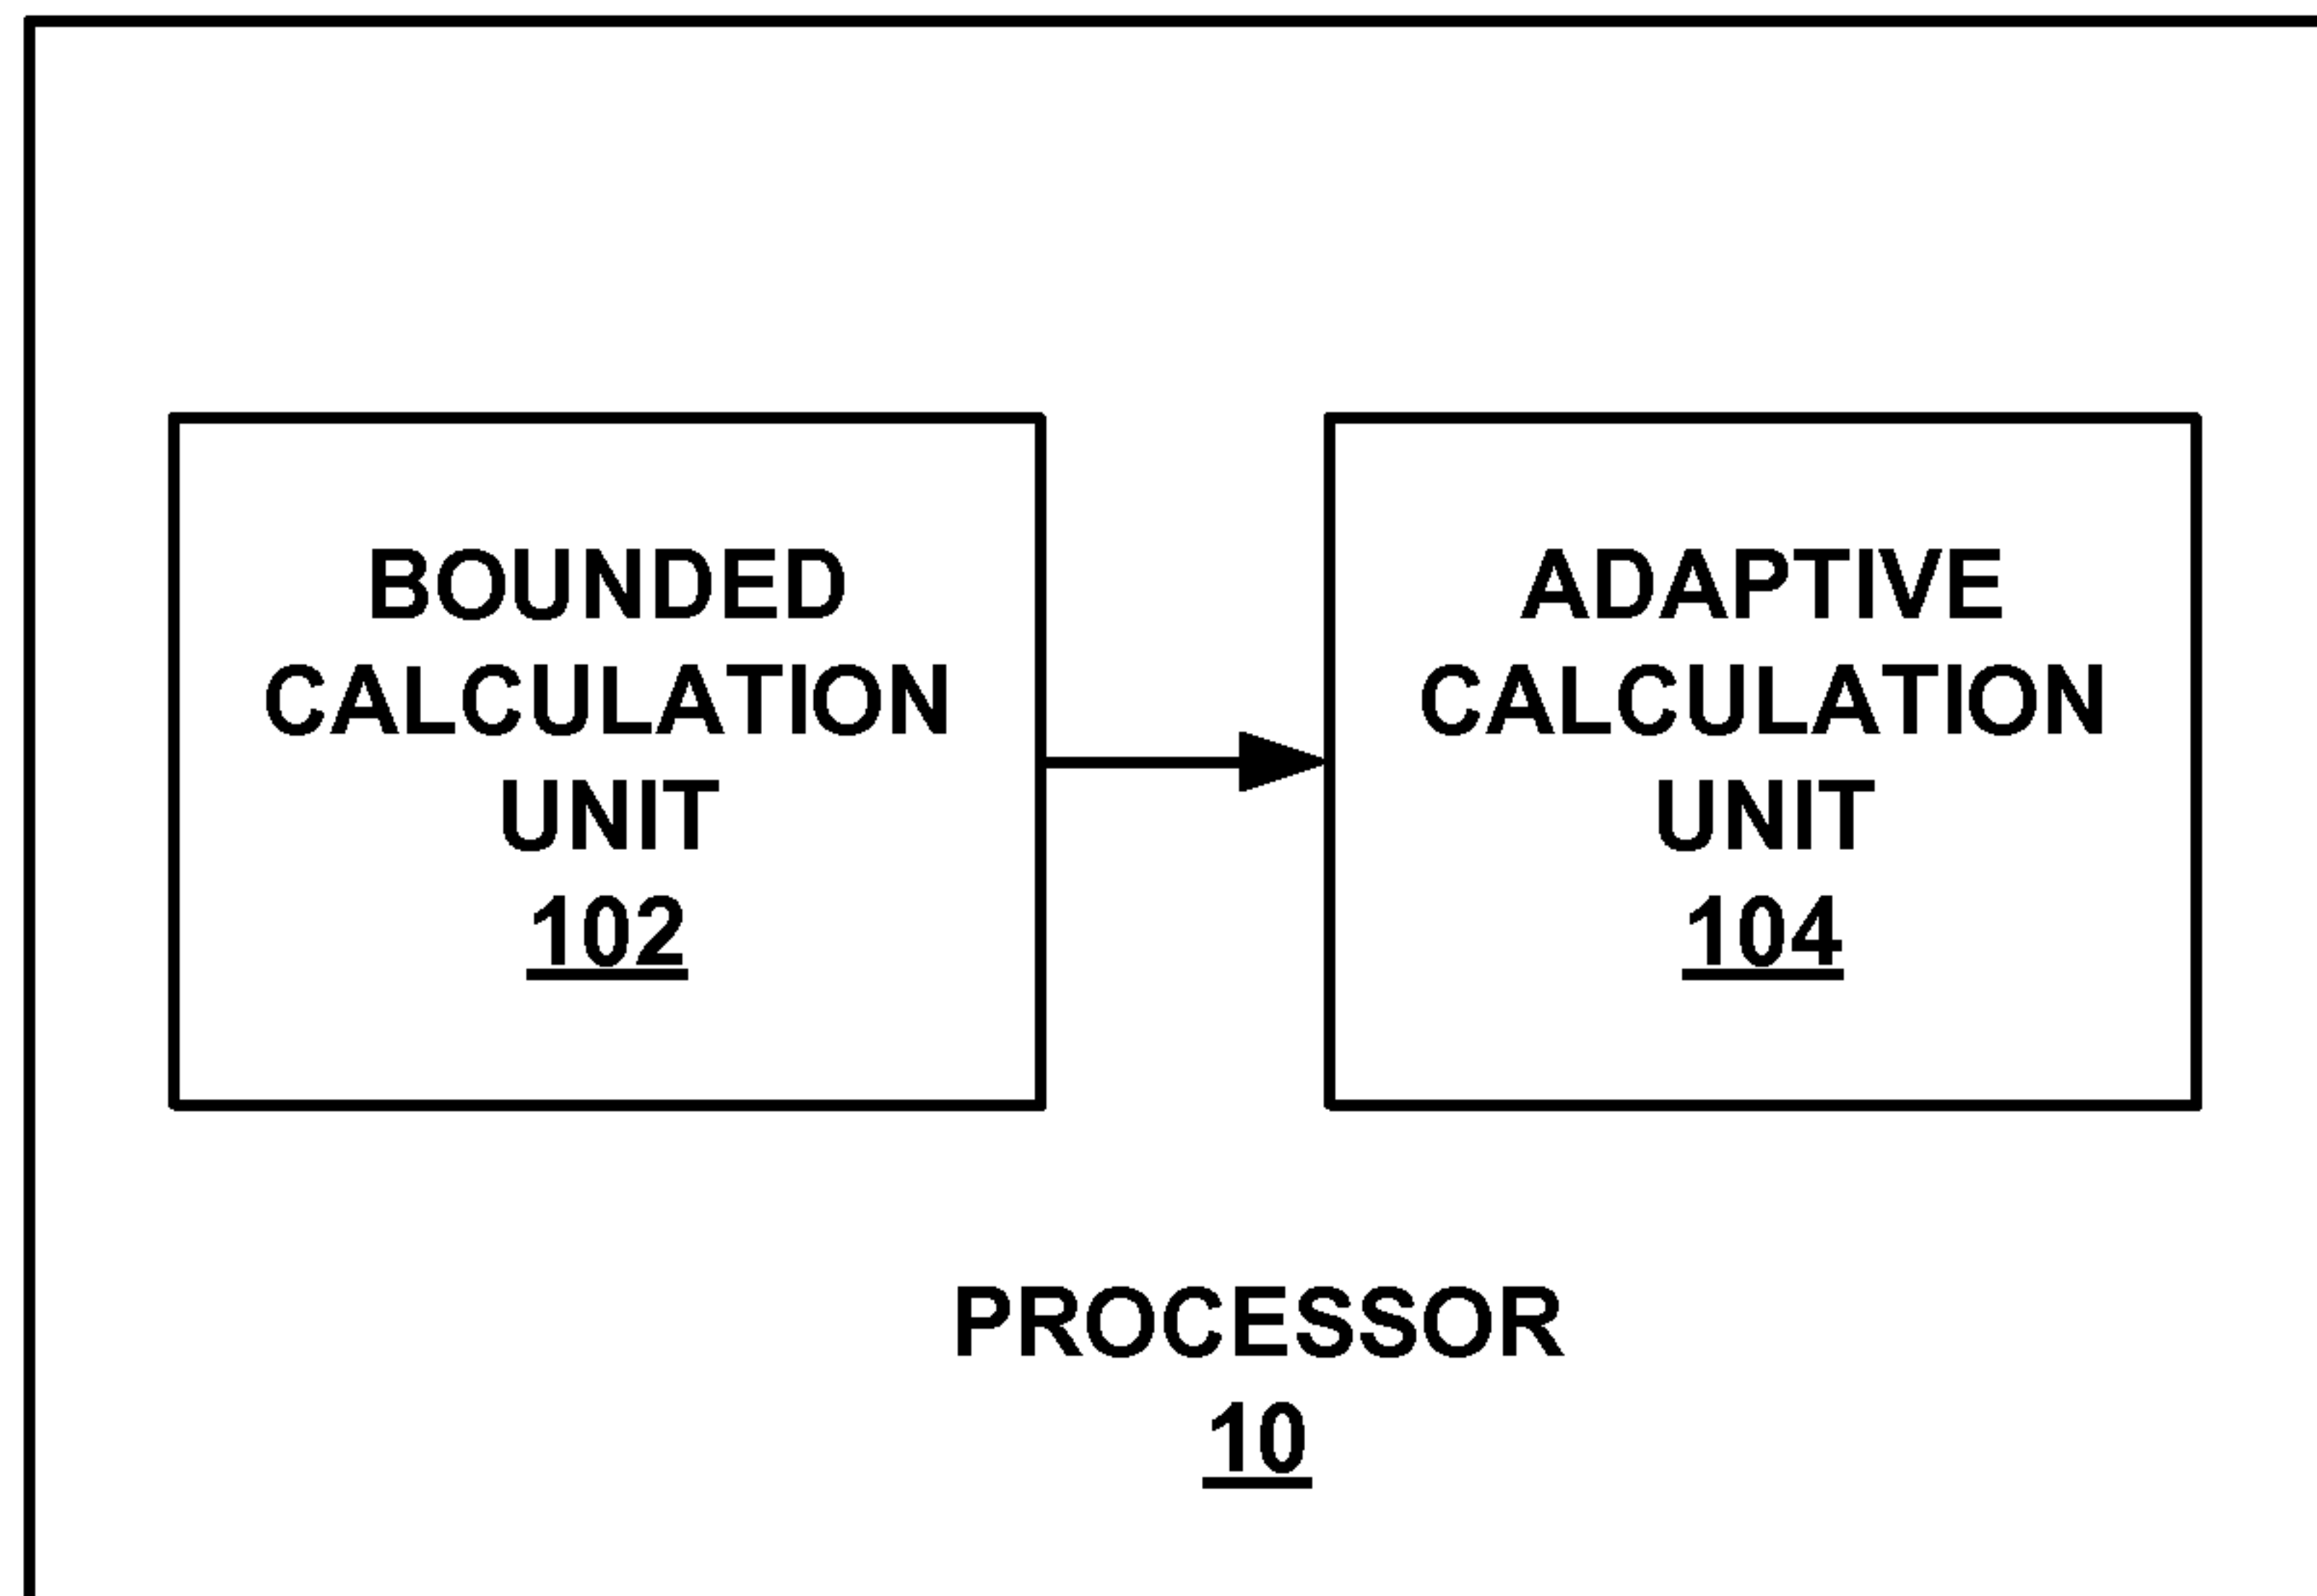 BOUNDED
CALCULATION
UNIT
102
ADAPTIVE
CALCULATION
UNIT
104
PROCESSOR
10